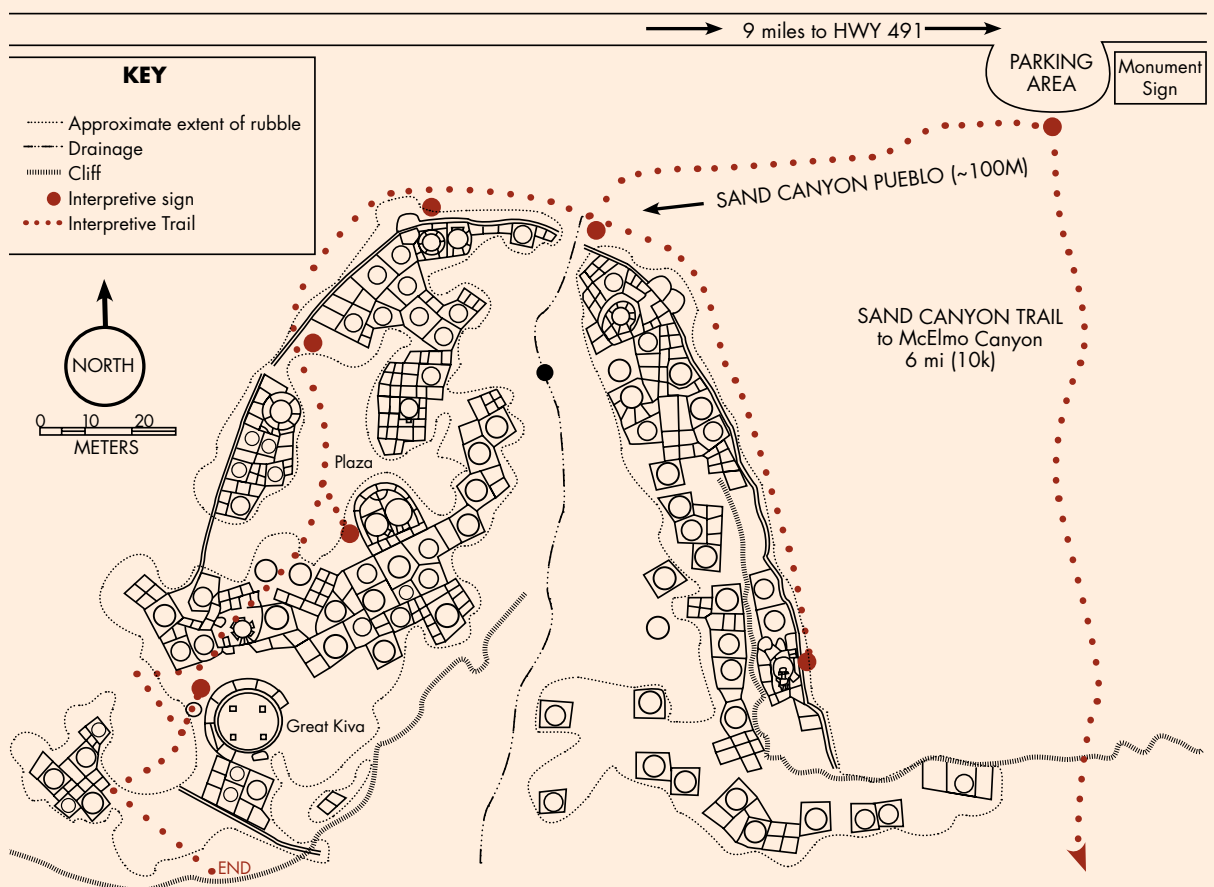 9 miles to HWY 491
PARKING
AREA
Monument
Sign
KEY
Approximate extent of rubble
Drainage
Cliff
Interpretive sign
Interpretive Trail
SAND CANYON PUEBLO (~100M)
NORTH
0 10 20
METERS
SAND CANYON TRAIL
to McElmo Canyon
6 mi (10k)
Plaza
Great Kiva
END